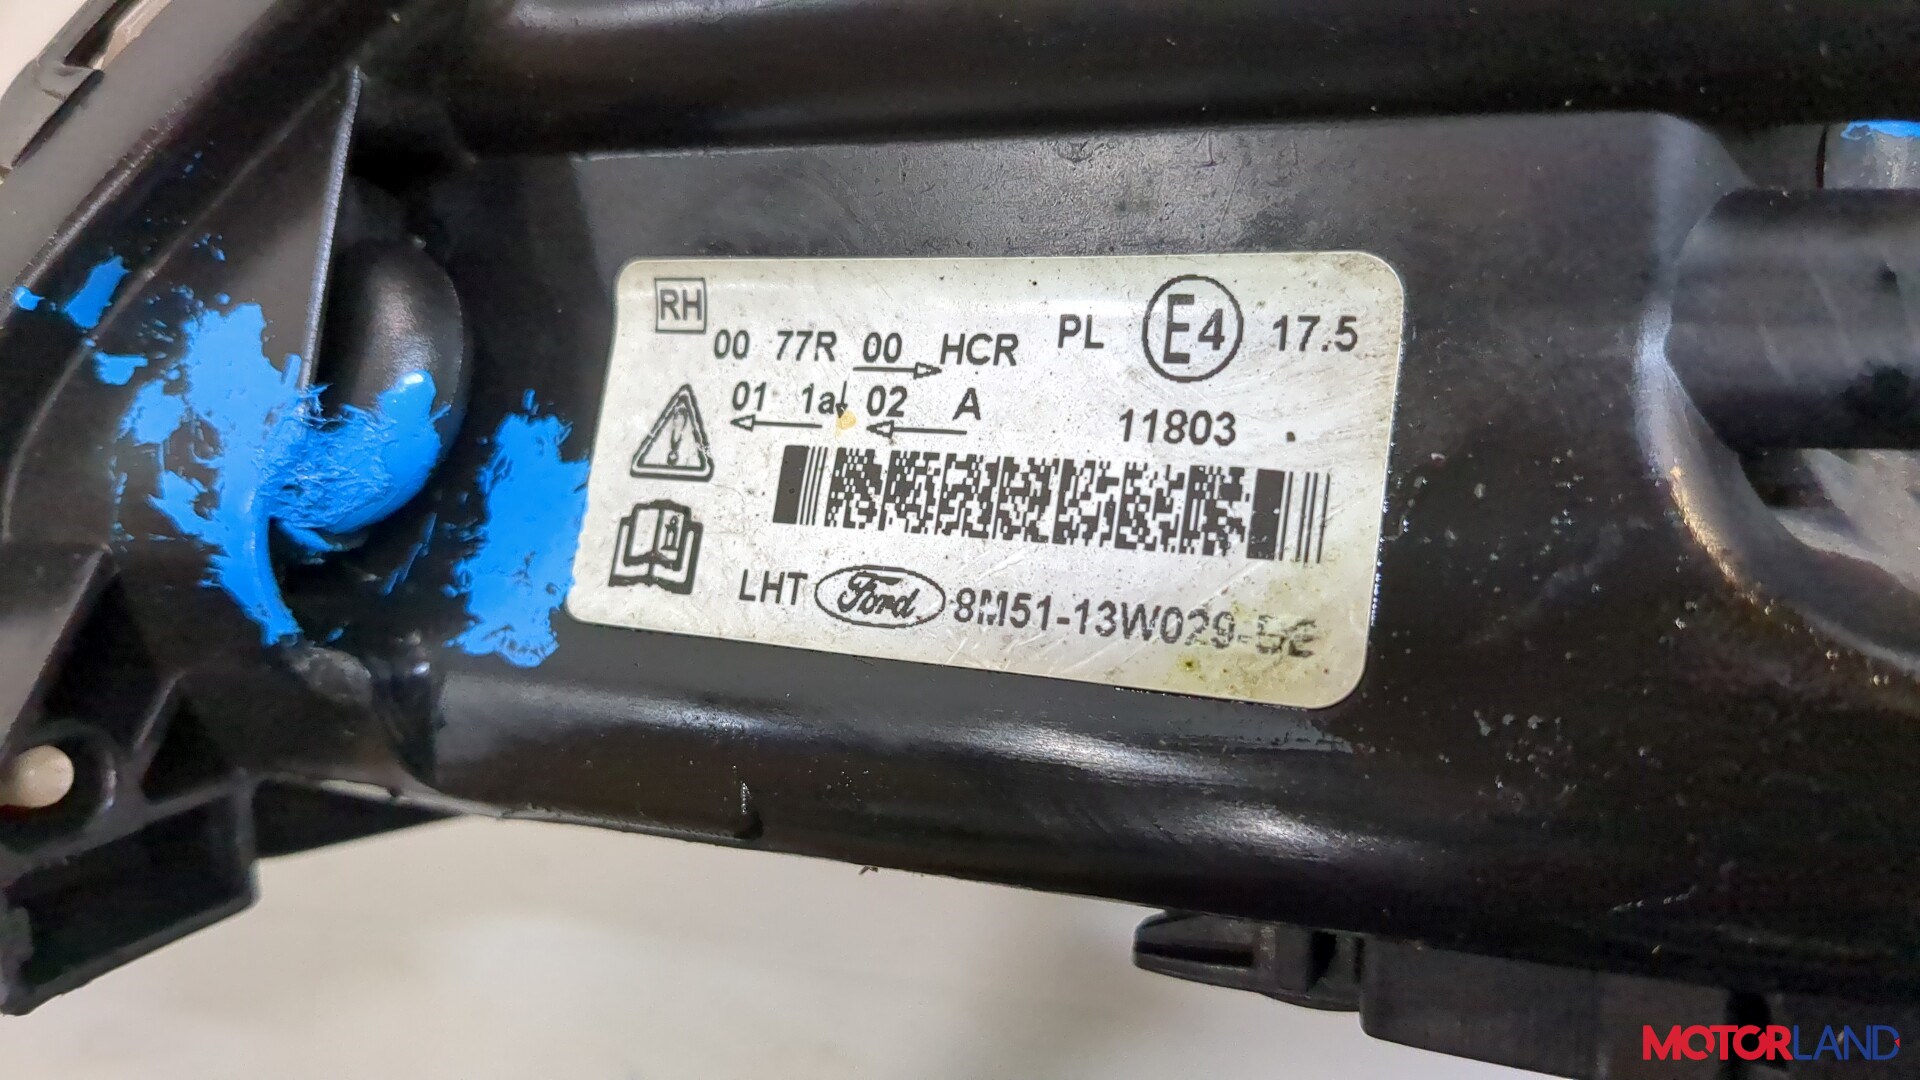 RH
00 77R 00 HCR PL E4 17.5
01 1a 02 A 11803
LHT Ford 8M51-13W029-
MOTORLAND